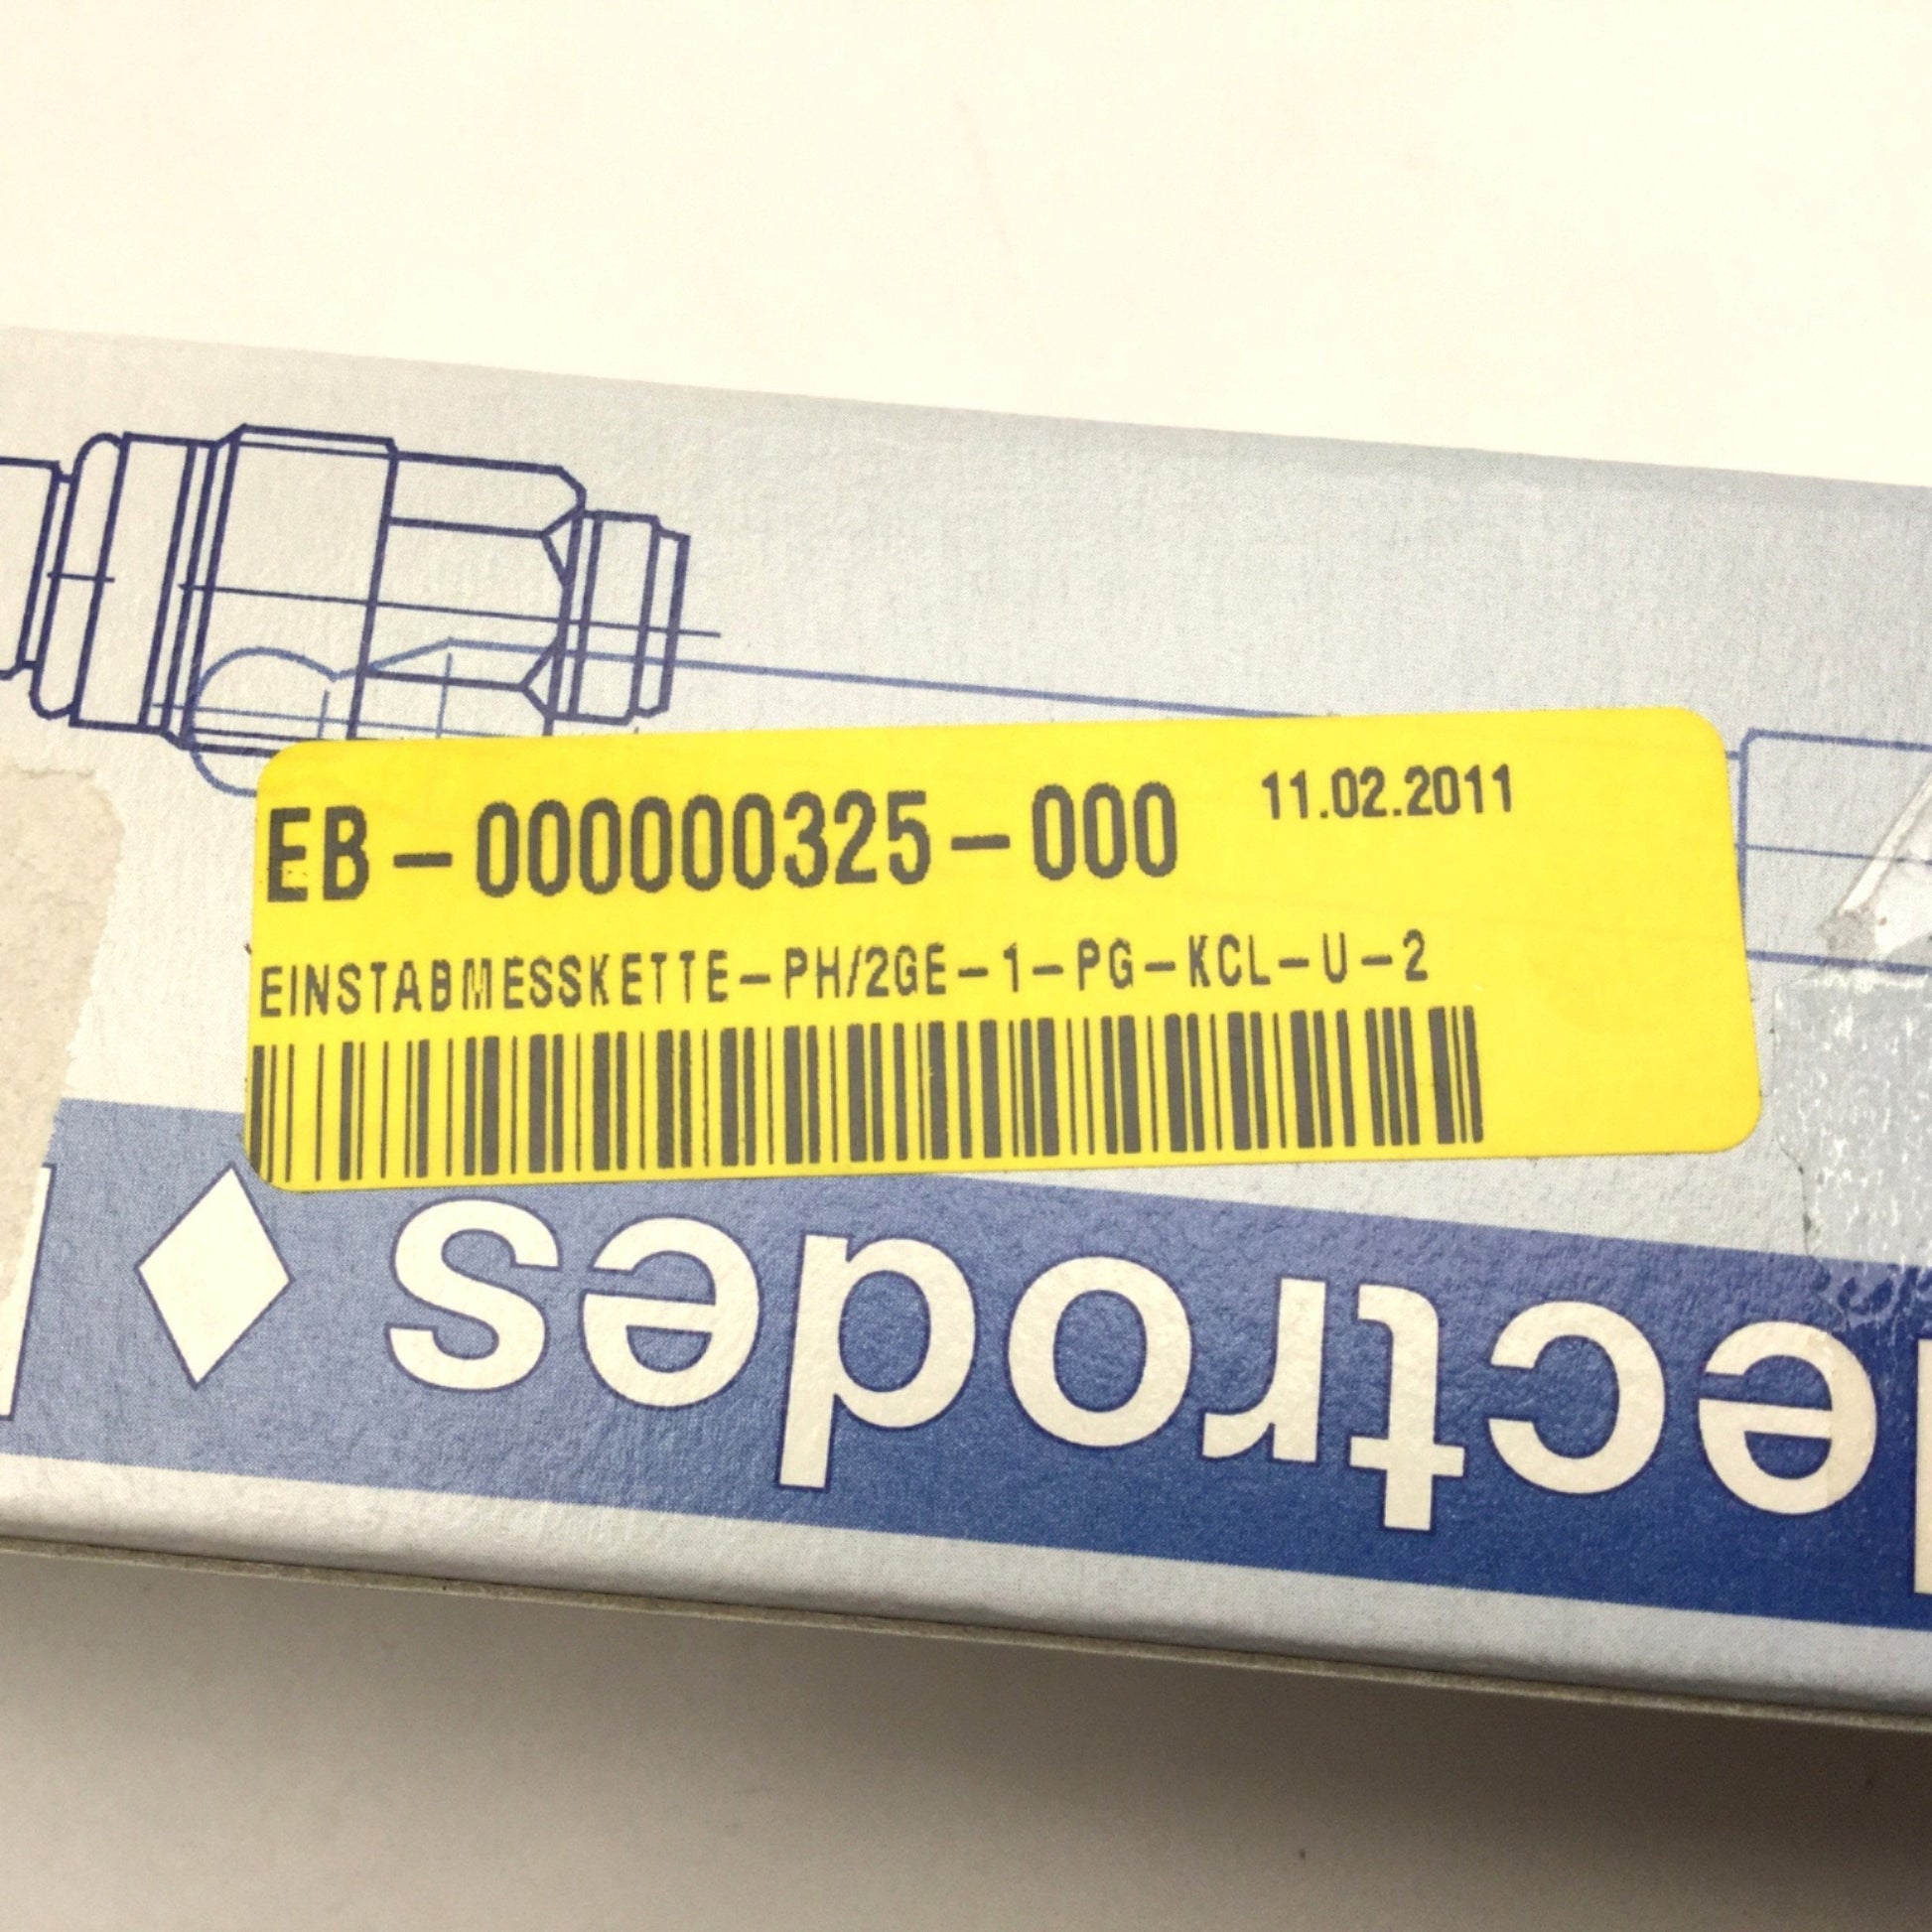 EB-000000325-000 11.02.2011
EINSTABMESSKETTE-PH/2GE-1-PG-KCL-U-2
ectrodes